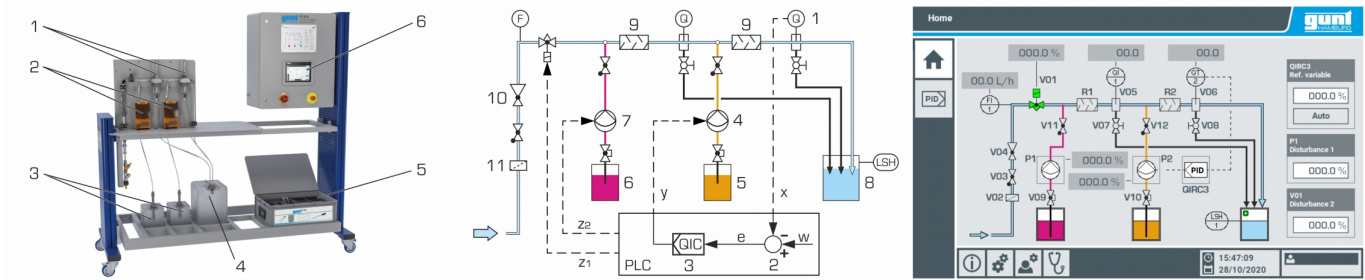 1
2
3
4
5
6
F
Q
Q
1
9
9
10
11
7
4
6
5
8
LSH
y
x
z2
z1
PLC
QIC
3
e
2
-
+
w
Home
gunt
HAMBURG
000.0 %
00.0
00.0
00.0 L/h
V01
FI
1
QI
1
QT
2
R1
V05
R2
V06
V11
V07
V12
V08
V04
V03
V02
P1
000.0 %
000.0 %
P2
PID
QIRC3
V09
V10
LSH
1
PID
QIRC3
Ref. variable
000.0 %
Auto
P1
Disturbance 1
000.0 %
V01
Disturbance 2
000.0 %
15:47:09
28/10/2020